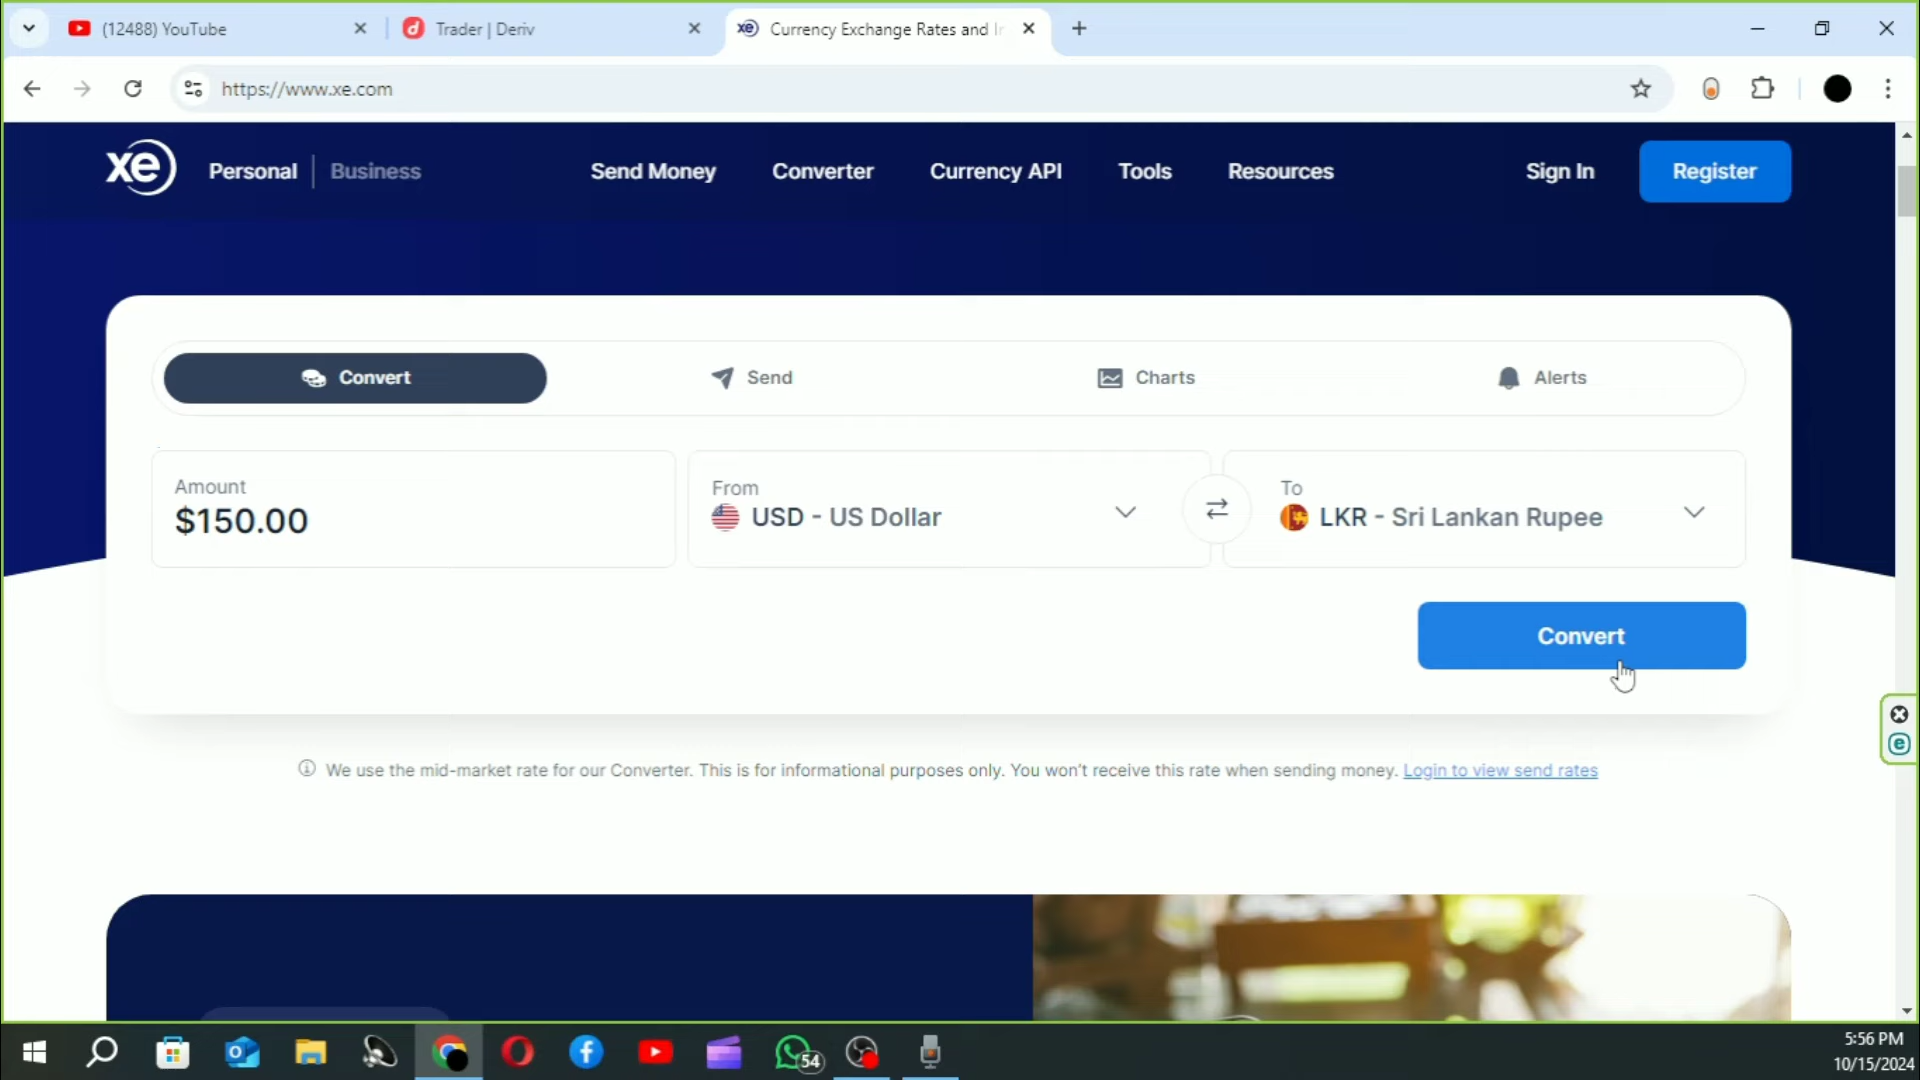 (12488) YouTube
Trader | Deriv
xe Currency Exchange Rates and
https://www.xe.com
xe Personal Business Send Money Converter Currency API Tools Resources Sign In Register
Convert Send Charts Alerts
Amount
$150.00
From
USD - US Dollar
To
LKR - Sri Lankan Rupee
Convert
We use the mid-market rate for our Converter. This is for informational purposes only. You won't receive this rate when sending money. Login to view send rates
54
5:56 PM
10/15/2024